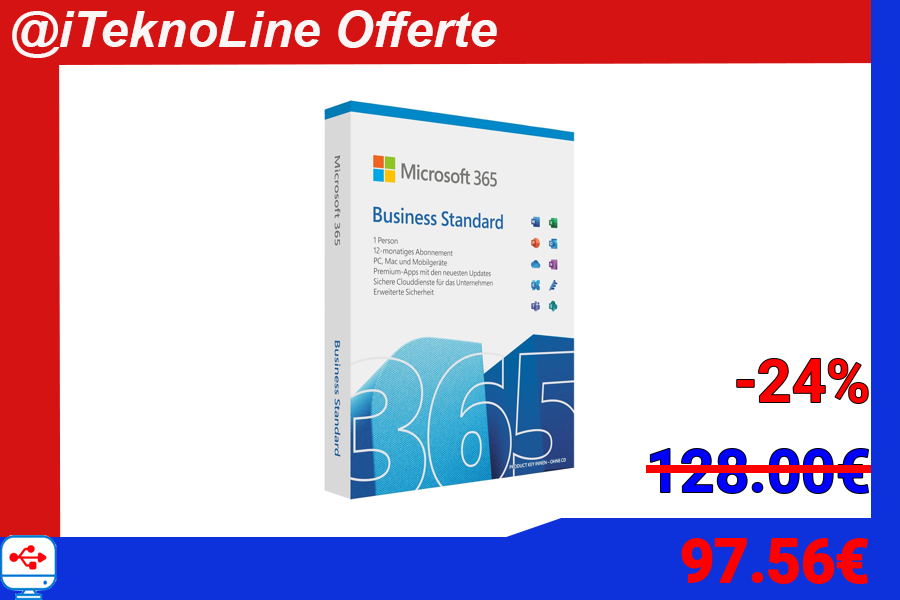 @iTeknoLine Offerte
Microsoft 365
Business Standard
Microsoft 365
Business Standard
1 Person
12-monatiges Abonnement
PC, Mac und Mobilgeräte
Premium-Apps mit den neuesten Updates
Sichere Clouddienste für das Unternehmen
Erweiterte Sicherheit
365
PRODUCT KEY INNEN - OHNE CD
-24%
128.00€
97.56€